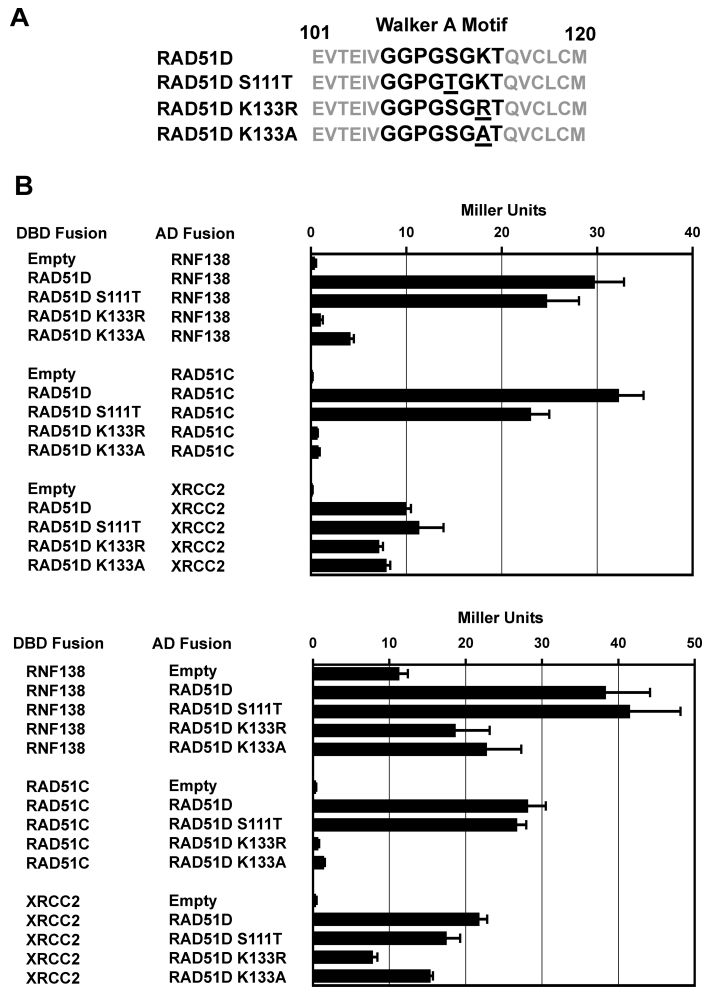 A
Walker A Motif
101 120
RAD51D EVTEIVGGPGSGKTQVCLCM
RAD51D S111T EVTEIVGGPGTGKTQVCLCM
RAD51D K133R EVTEIVGGPGSGRTQVCLCM
RAD51D K133A EVTEIVGGPGSGATQVCLCM
B
Miller Units
DBD Fusion AD Fusion 0 10 20 30 40
Empty RNF138
RAD51D RNF138
RAD51D S111T RNF138
RAD51D K133R RNF138
RAD51D K133A RNF138
Empty RAD51C
RAD51D RAD51C
RAD51D S111T RAD51C
RAD51D K133R RAD51C
RAD51D K133A RAD51C
Empty XRCC2
RAD51D XRCC2
RAD51D S111T XRCC2
RAD51D K133R XRCC2
RAD51D K133A XRCC2
Miller Units
DBD Fusion AD Fusion 0 10 20 30 40 50
RNF138 Empty
RNF138 RAD51D
RNF138 RAD51D S111T
RNF138 RAD51D K133R
RNF138 RAD51D K133A
RAD51C Empty
RAD51C RAD51D
RAD51C RAD51D S111T
RAD51C RAD51D K133R
RAD51C RAD51D K133A
XRCC2 Empty
XRCC2 RAD51D
XRCC2 RAD51D S111T
XRCC2 RAD51D K133R
XRCC2 RAD51D K133A